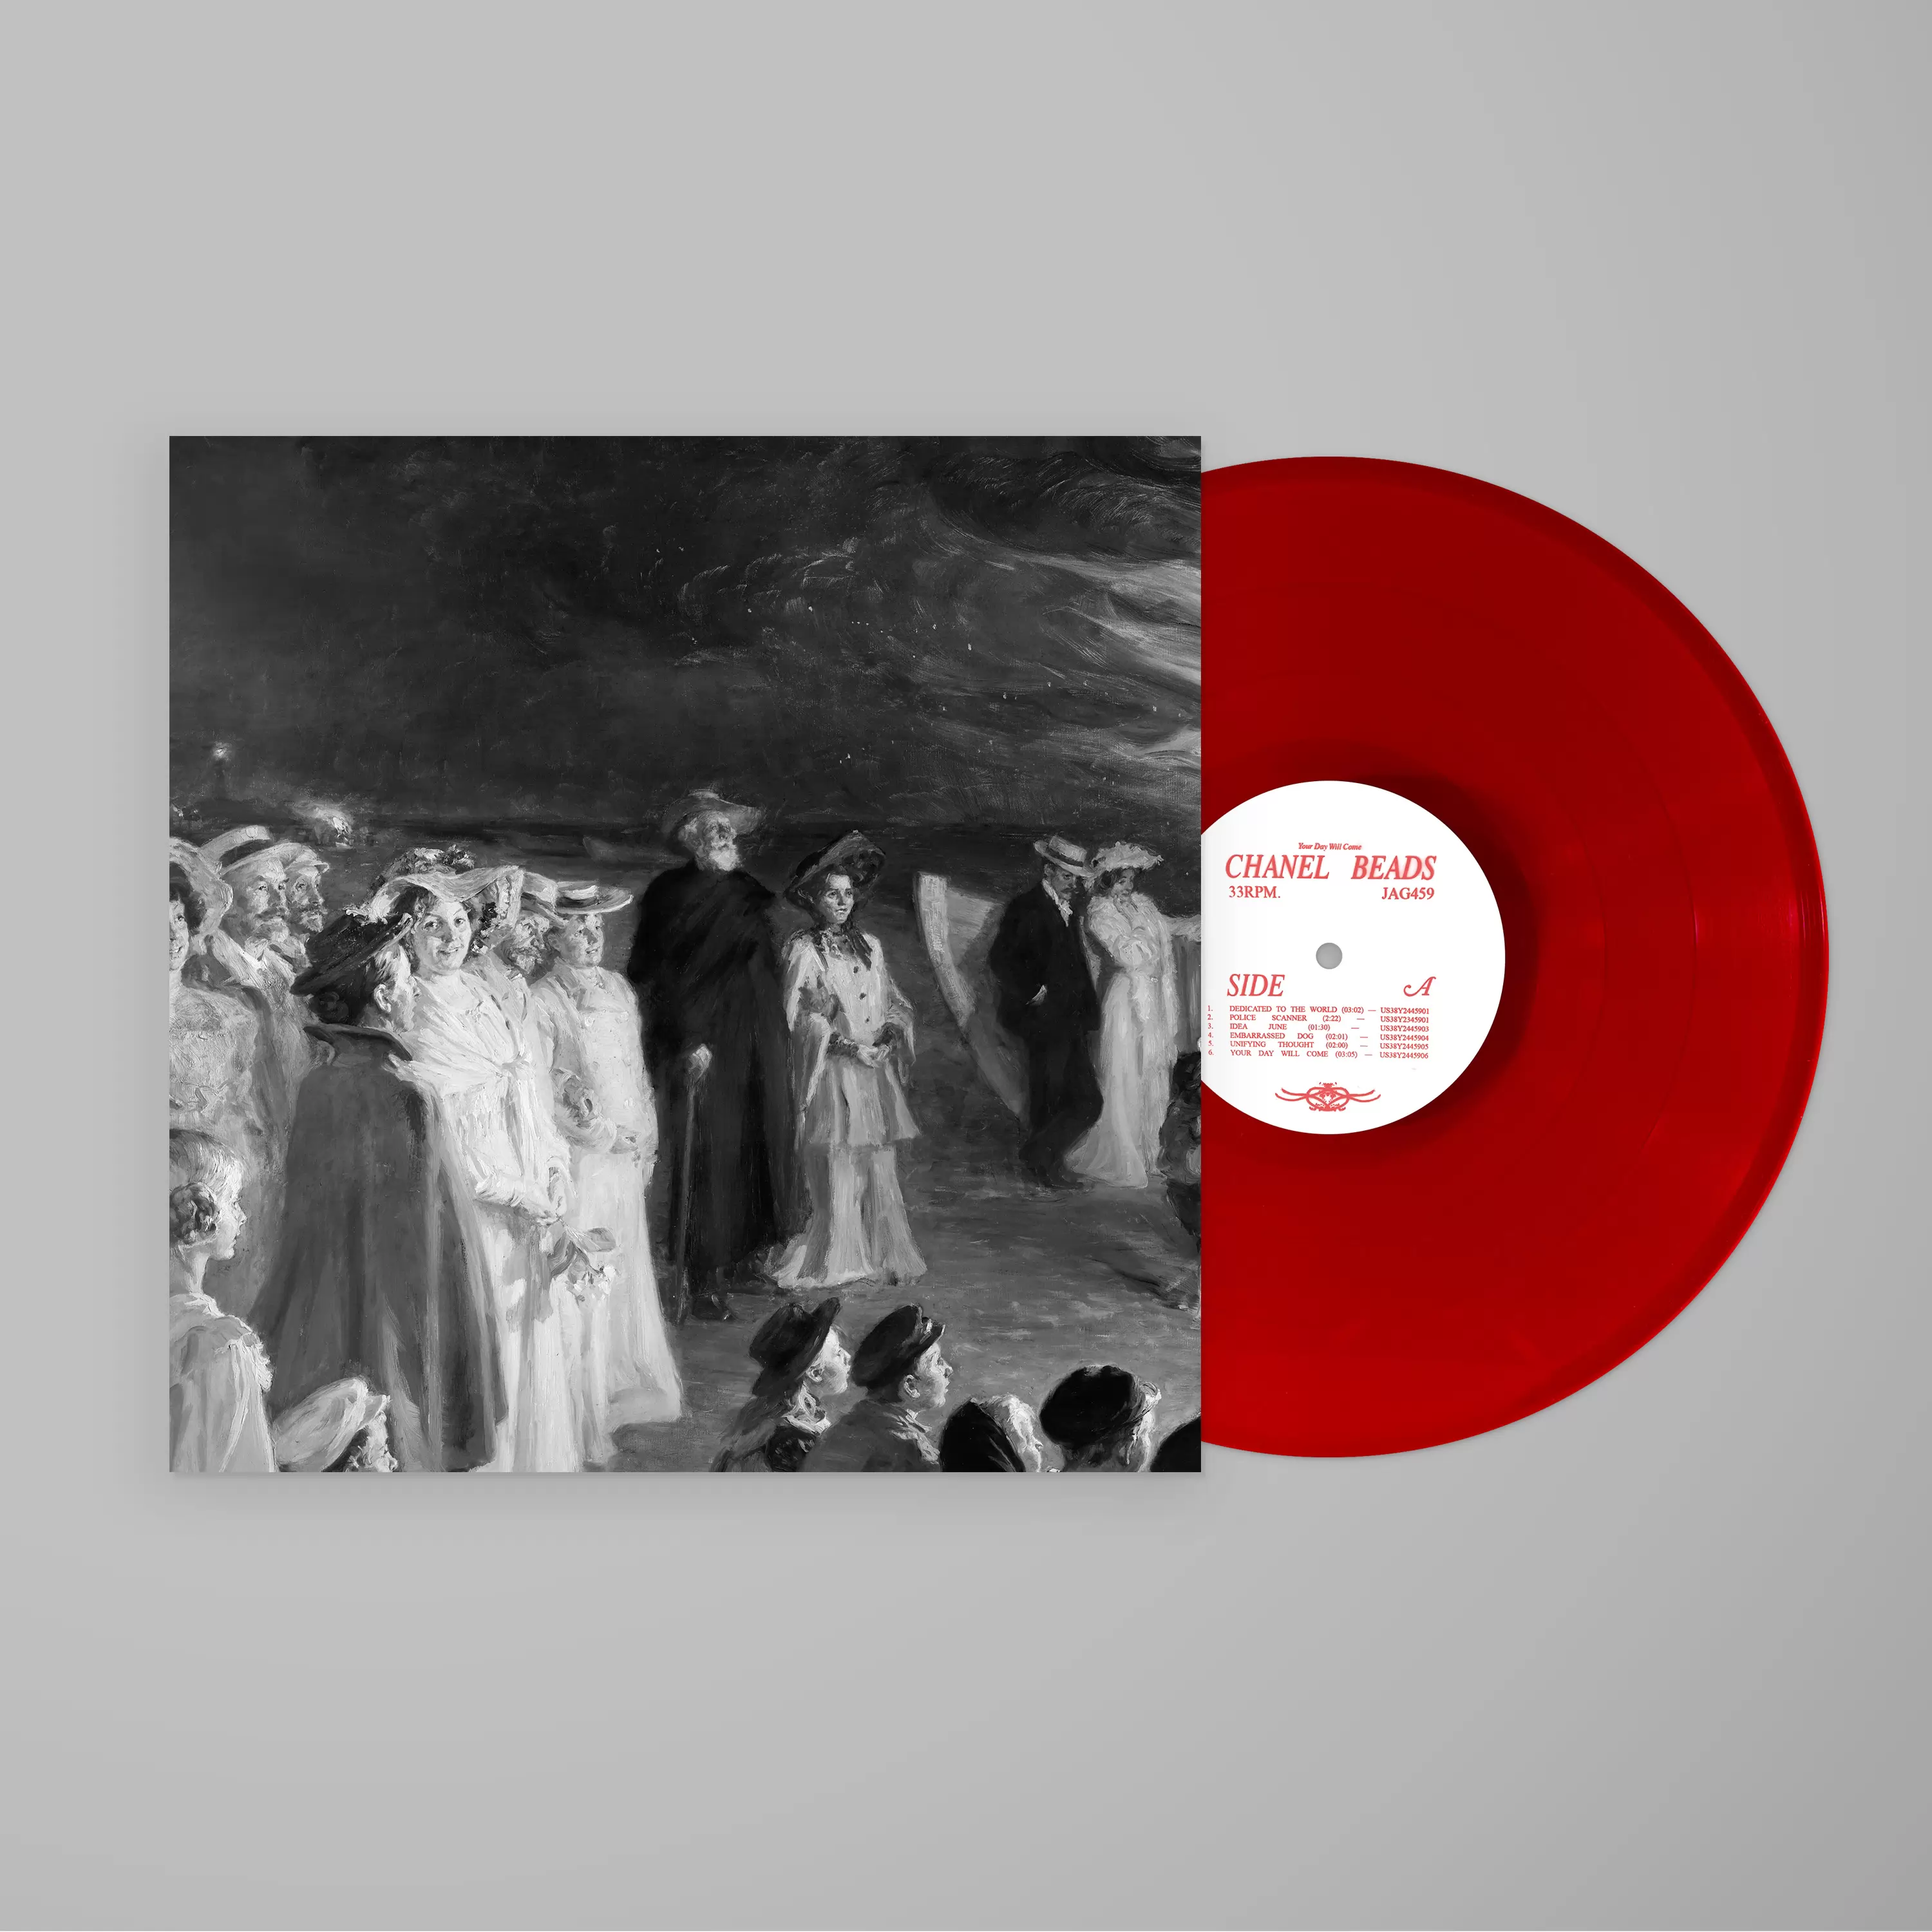 Your Day Will Come
CHANEL BEADS
33RPM. JAG459
SIDE A
1. DEDICATED TO THE WORLD (03:02) — US38Y2445901
2. POLICE SCANNER (2:22) — US38Y2345901
3. IDEA JUNE (01:30) — US38Y2445903
4. EMBARRASSED DOG (02:01) — US38Y2445904
5. UNIFYING THOUGHT (02:00) — US38Y2445905
6. YOUR DAY WILL COME (03:05) — US38Y2445906